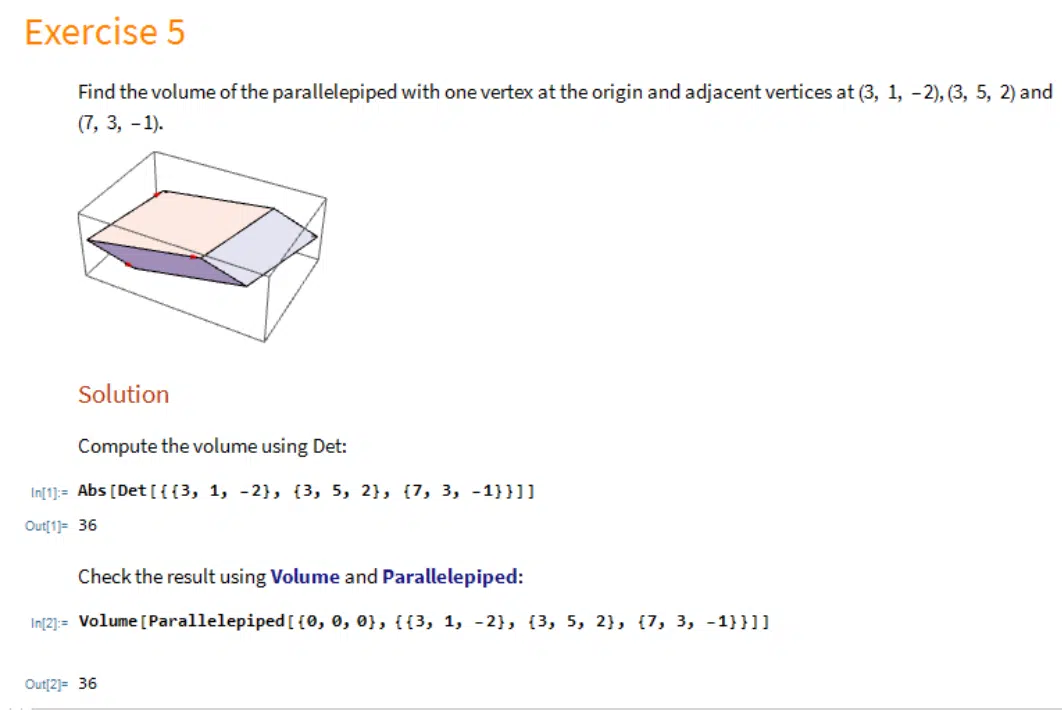 Exercise 5
Find the volume of the parallelepiped with one vertex at the origin and adjacent vertices at (3, 1, -2), (3, 5, 2) and
(7, 3, -1).
Solution
Compute the volume using Det:
In[1]:= Abs[Det[{{3, 1, -2}, {3, 5, 2}, {7, 3, -1}}]]
Out[1]= 36
Check the result using Volume and Parallelepiped:
In[2]:= Volume[Parallelepiped[{0, 0, 0}, {{3, 1, -2}, {3, 5, 2}, {7, 3, -1}}]]
Out[2]= 36